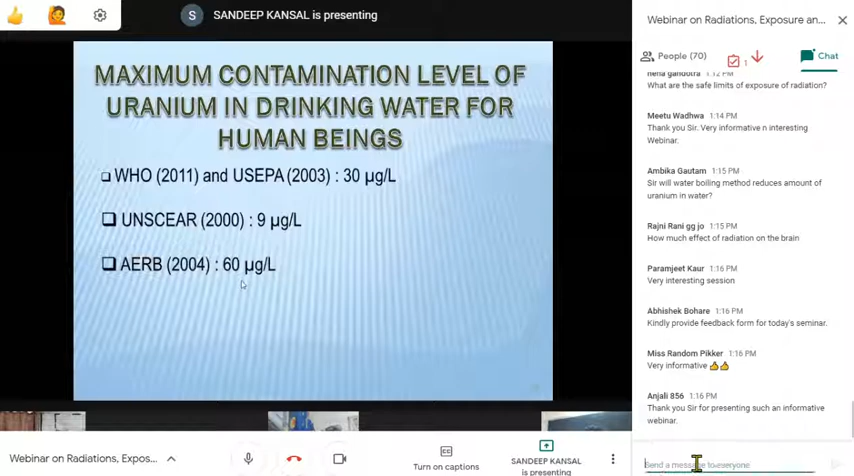 SANDEEP KANSAL is presenting
S
MAXIMUM CONTAMINATION LEVEL OF
URANIUM IN DRINKING WATER FOR
HUMAN BEINGS
WHO (2011) and USEPA (2003) : 30 µg/L
UNSCEAR (2000) : 9 µg/L
AERB (2004) : 60 µg/L
Webinar on Radiations, Expos...
Turn on captions
SANDEEP KANSAL
is presenting
Webinar on Radiations, Exposure an...
People (70)
1
Chat
neha gandotra 1:12 PM
What are the safe limits of exposure of radiation?
Meetu Wadhwa 1:14 PM
Thank you Sir. Very informative n interesting
Webinar.
Ambika Gautam 1:15 PM
Sir will water boiling method reduces amount of
uranium in water?
Rajni Rani gg jo 1:15 PM
How much effect of radiation on the brain
Paramjeet Kaur 1:16 PM
Very interesting session
Abhishek Bohare 1:16 PM
Kindly provide feedback form for today's seminar.
Miss Random Pikker 1:16 PM
Very informative 👍👍
Anjali 856 1:16 PM
Thank you Sir for presenting such an informative
webinar.
Send a message to everyone